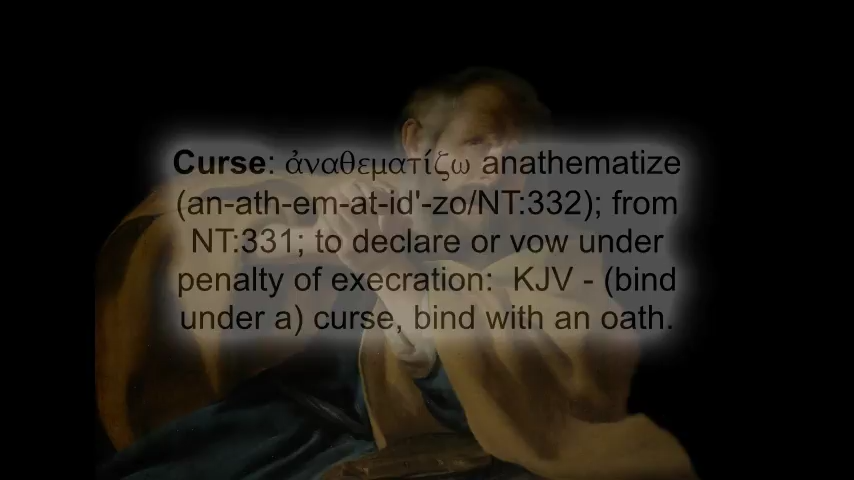 Curse: ἀναθεματίζω anathematize
(an-ath-em-at-id'-zo/NT:332); from
NT:331; to declare or vow under
penalty of execration: KJV - (bind
under a) curse, bind with an oath.